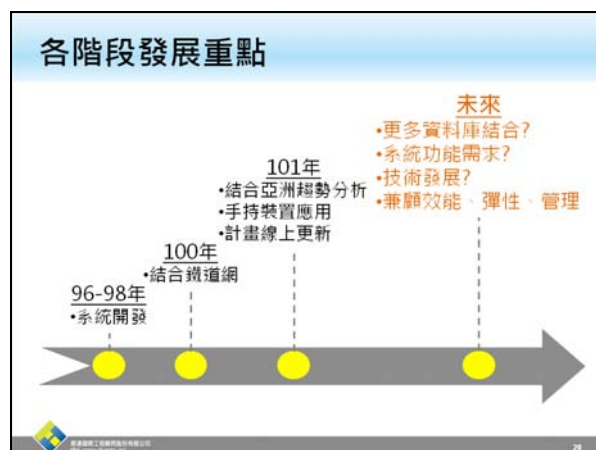 各階段發展重點
未來
•更多資料庫結合?
•系統功能需求?
•技術發展?
•兼顧效能、彈性、管理
101年
•結合亞洲趨勢分析
•手持裝置應用
•計畫線上更新
100年
•結合鐵道網
96-98年
•系統開發
28